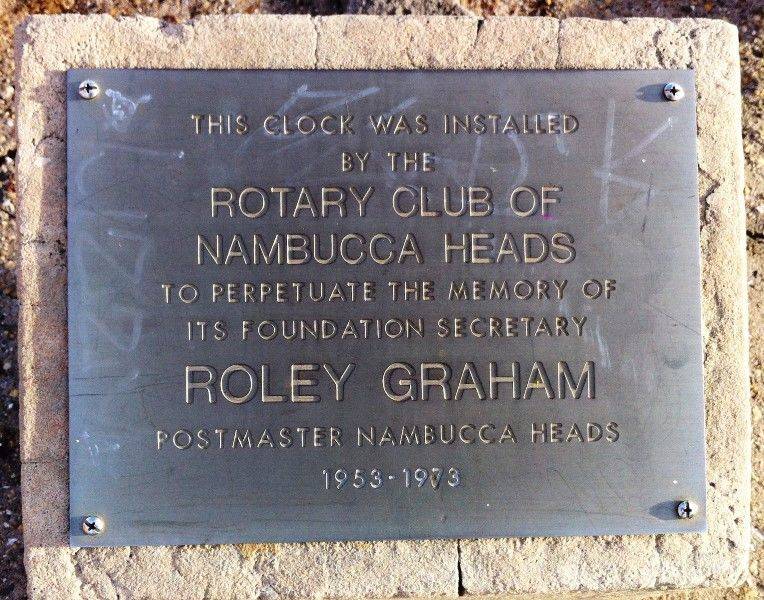 THIS CLOCK WAS INSTALLED
BY THE
ROTARY CLUB OF
NAMBUCCA HEADS
TO PERPETUATE THE MEMORY OF
ITS FOUNDATION SECRETARY
ROLEY GRAHAM
POSTMASTER NAMBUCCA HEADS
1953-1973